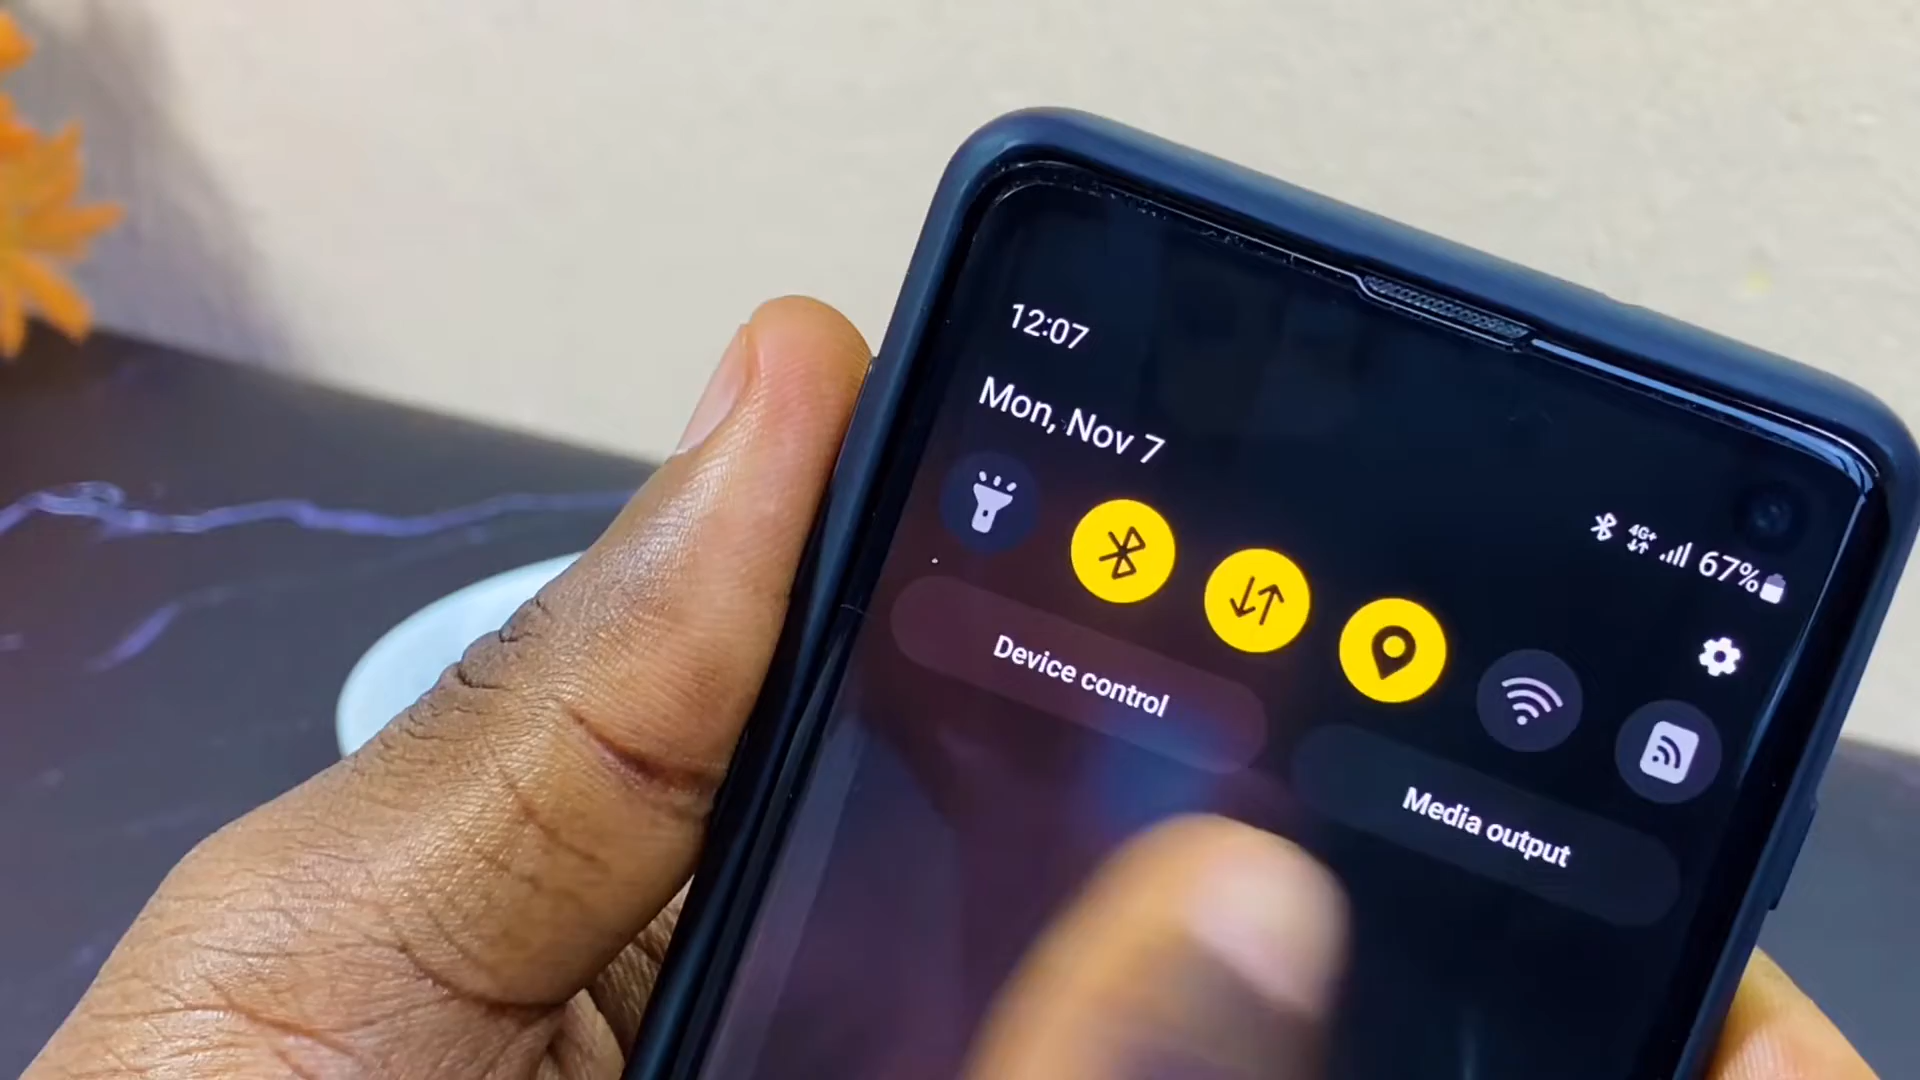 12:07
Mon, Nov 7
4G+ 67%
Device control
Media output